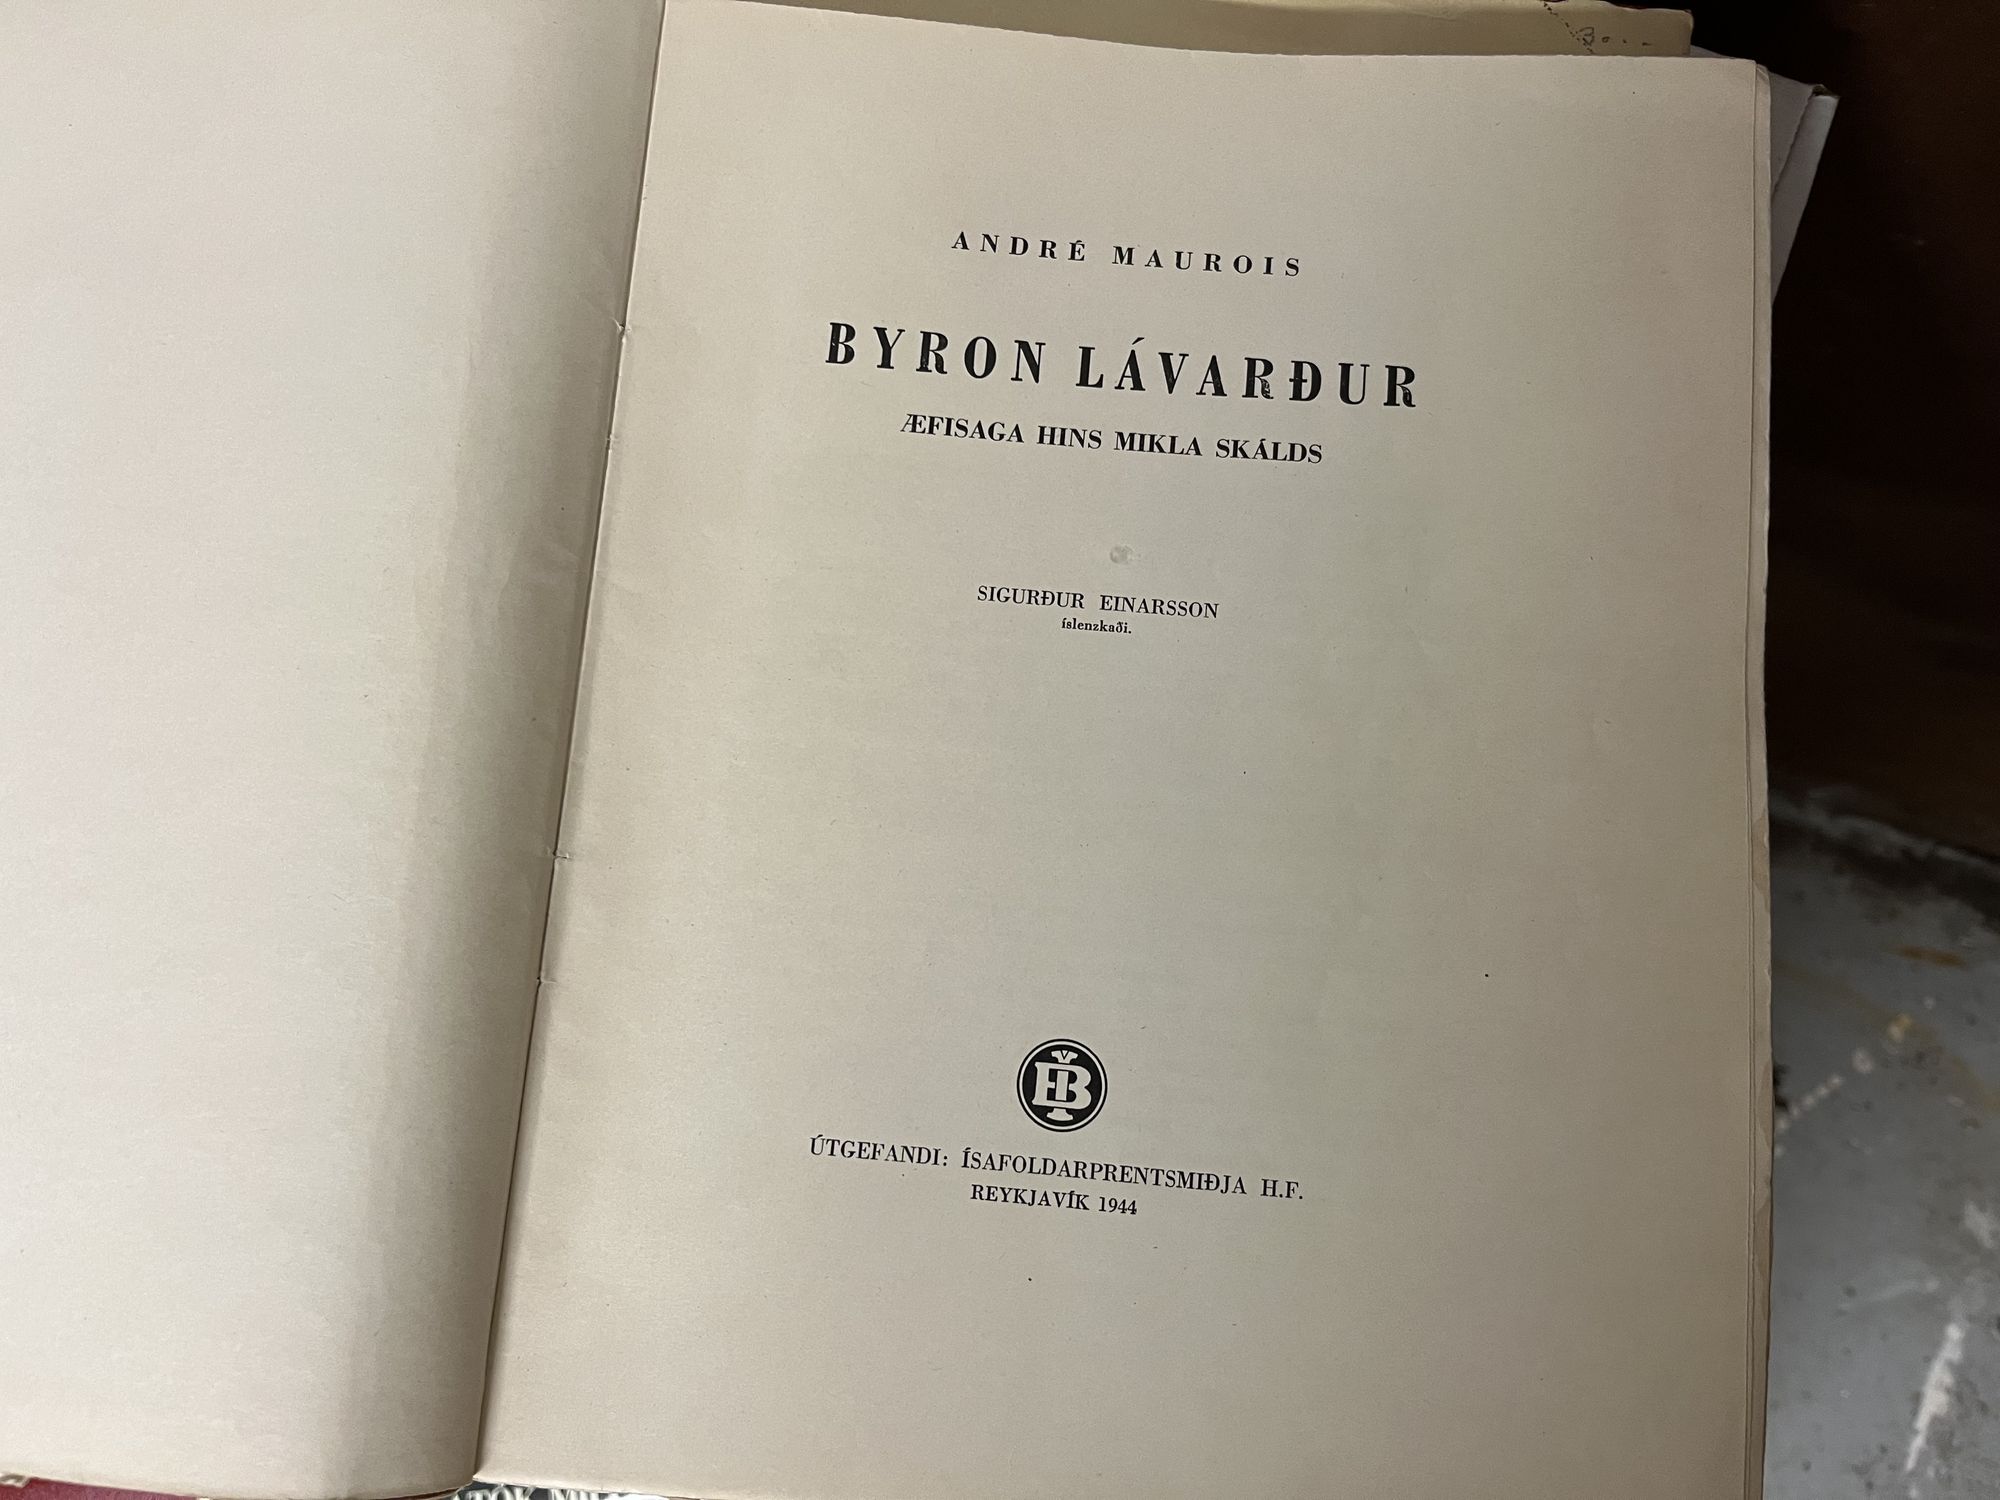 ANDRÉ MAUROIS
BYRON LÁVARÐUR
ÆFISAGA HINS MIKLA SKÁLDS
SIGURÐUR EINARSSON
íslenzkaði.
ÚTGEFANDI: ÍSAFOLDARPRENTSMIÐJA H.F.
REYKJAVÍK 1944